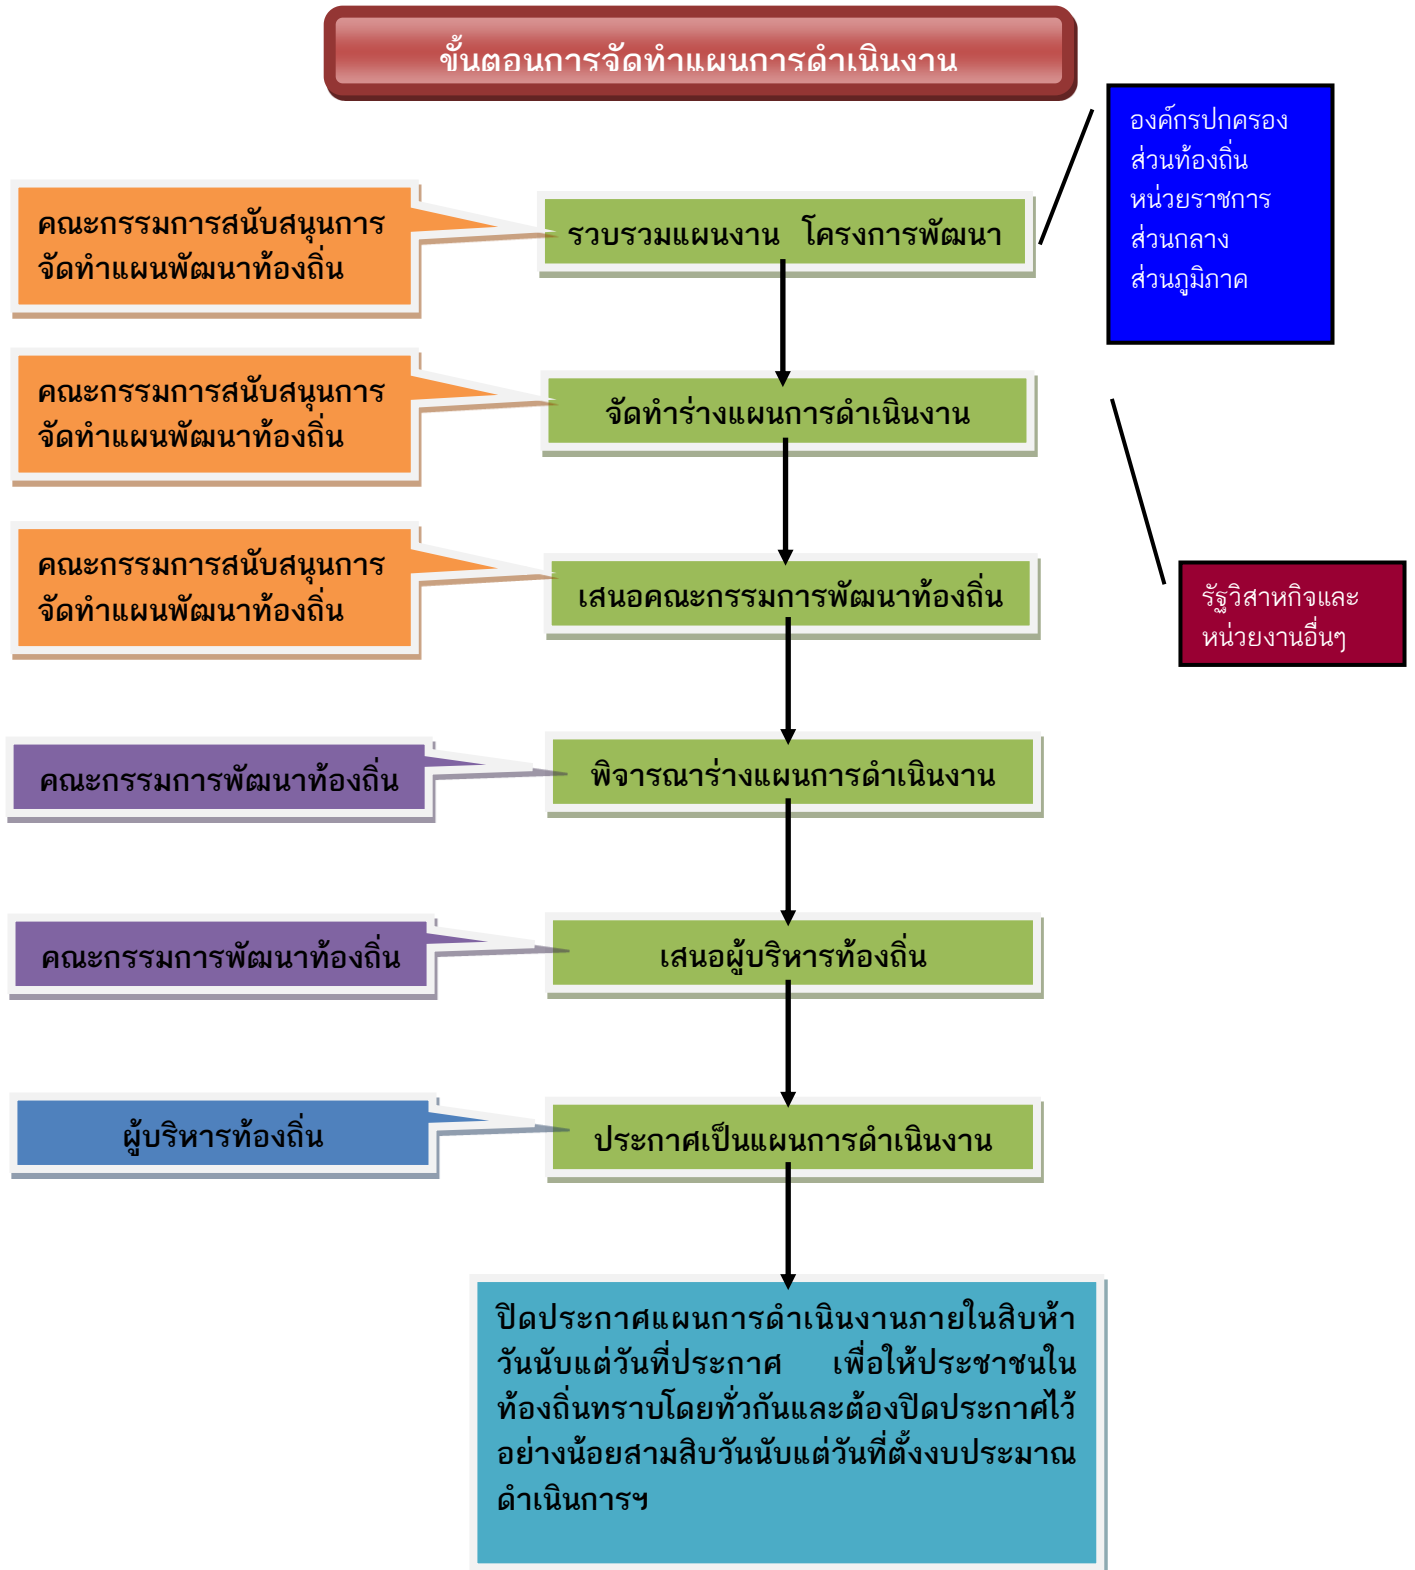 ขั้นตอนการจัดทำแผนการดำเนินงาน
องค์กรปกครอง
ส่วนท้องถิ่น
หน่วยราชการ
ส่วนกลาง
ส่วนภูมิภาค
คณะกรรมการสนับสนุนการ
จัดทำแผนพัฒนาท้องถิ่น
รวบรวมแผนงาน โครงการพัฒนา
คณะกรรมการสนับสนุนการ
จัดทำแผนพัฒนาท้องถิ่น
จัดทำร่างแผนการดำเนินงาน
คณะกรรมการสนับสนุนการ
จัดทำแผนพัฒนาท้องถิ่น
เสนอคณะกรรมการพัฒนาท้องถิ่น
รัฐวิสาหกิจและ
หน่วยงานอื่นๆ
คณะกรรมการพัฒนาท้องถิ่น
พิจารณาร่างแผนการดำเนินงาน
คณะกรรมการพัฒนาท้องถิ่น
เสนอผู้บริหารท้องถิ่น
ผู้บริหารท้องถิ่น
ประกาศเป็นแผนการดำเนินงาน
ปิดประกาศแผนการดำเนินงานภายในสิบห้า
วันนับแต่วันที่ประกาศ เพื่อให้ประชาชนใน
ท้องถิ่นทราบโดยทั่วกันและต้องปิดประกาศไว้
อย่างน้อยสามสิบวันนับแต่วันที่ตั้งงบประมาณ
ดำเนินการฯ